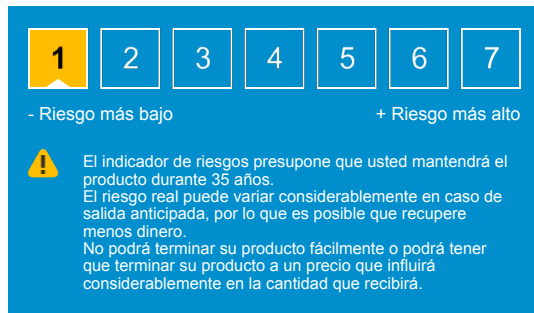 1 2 3 4 5 6 7
- Riesgo más bajo + Riesgo más alto
El indicador de riesgos presupone que usted mantendrá el
producto durante 35 años.
El riesgo real puede variar considerablemente en caso de
salida anticipada, por lo que es posible que recupere
menos dinero.
No podrá terminar su producto fácilmente o podrá tener
que terminar su producto a un precio que influirá
considerablemente en la cantidad que recibirá.